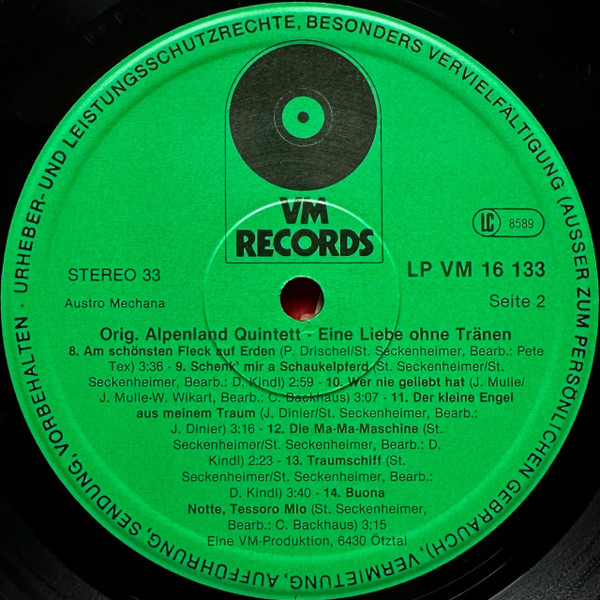 URHEBER- UND LEISTUNGSSCHUTZRECHTE, BESONDERS VERVIELFÄLTIGUNG (AUSSER ZUM PERSÖNLICHEN GEBRAUCH), VERMIETUNG, AUFFÜHRUNG, SENDUNG, VORBEHALTEN ·
VM
RECORDS
LC 8589
STEREO 33
LP VM 16 133
Austro Mechana
Seite 2
Orig. Alpenland Quintett - Eine Liebe ohne Tränen
8. Am schönsten Fleck auf Erden (P. Drischel/St. Seckenheimer, Bearb.: Pete
Tex) 3:36 - 9. Schenk' mir a Schaukelpferd (St. Seckenheimer/St.
Seckenheimer, Bearb.: D. Kindl) 2:59 - 10. Wer nie geliebt hat (J. Mulle/
J. Mulle-W. Wikart, Bearb.: C. Backhaus) 3:07 - 11. Der kleine Engel
aus meinem Traum (J. Dinier/St. Seckenheimer, Bearb.:
J. Dinier) 3:16 - 12. Die Ma-Ma-Maschine (St.
Seckenheimer/St. Seckenheimer, Bearb.: D.
Kindl) 2:23 - 13. Traumschiff (St.
Seckenheimer/St. Seckenheimer, Bearb.:
D. Kindl) 3:40 - 14. Buona
Notte, Tessoro Mio (St. Seckenheimer,
Bearb.: C. Backhaus) 3:15
Eine VM-Produktion, 6430 Ötztal